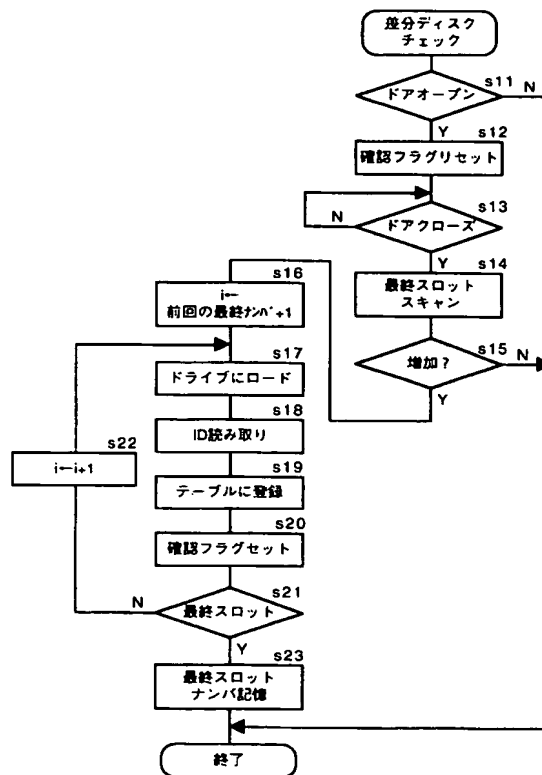 差分ディスク
チェック
s11
ドアオープン
N
Y
s12
確認フラグリセット
s13
ドアクローズ
N
Y
s14
最終スロット
スキャン
s15
増加?
N
Y
s16
i←
前回の最終ナンバ+1
s17
ドライブにロード
s18
ID読み取り
s19
テーブルに登録
s20
確認フラグセット
s21
最終スロット
N
Y
s22
i←i+1
s23
最終スロット
ナンバ記憶
終了